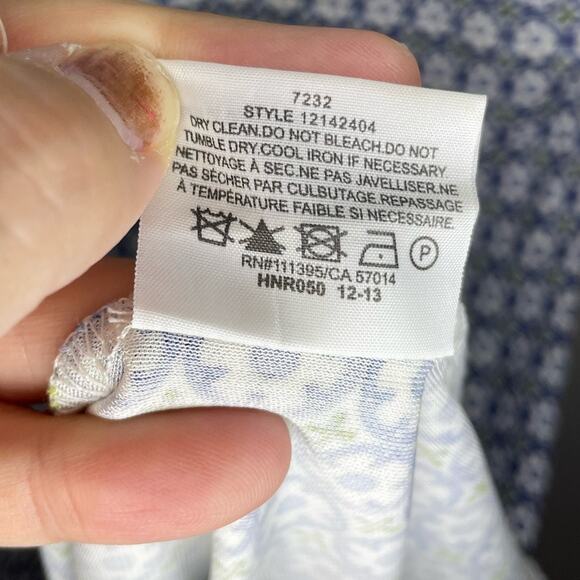 7232
STYLE 12142404
DRY CLEAN.DO NOT BLEACH.DO NOT
TUMBLE DRY.COOL IRON IF NECESSARY
NETTOYAGE À SEC.NE PAS JAVELLISER.NE
PAS SÉCHER PAR CULSUTAGE.REPASSAGE
À TEMPÉRATURE FAIBLE SI NÉCESSAIRE.
P
RN#111395/CA 57014
HNR050 12-13